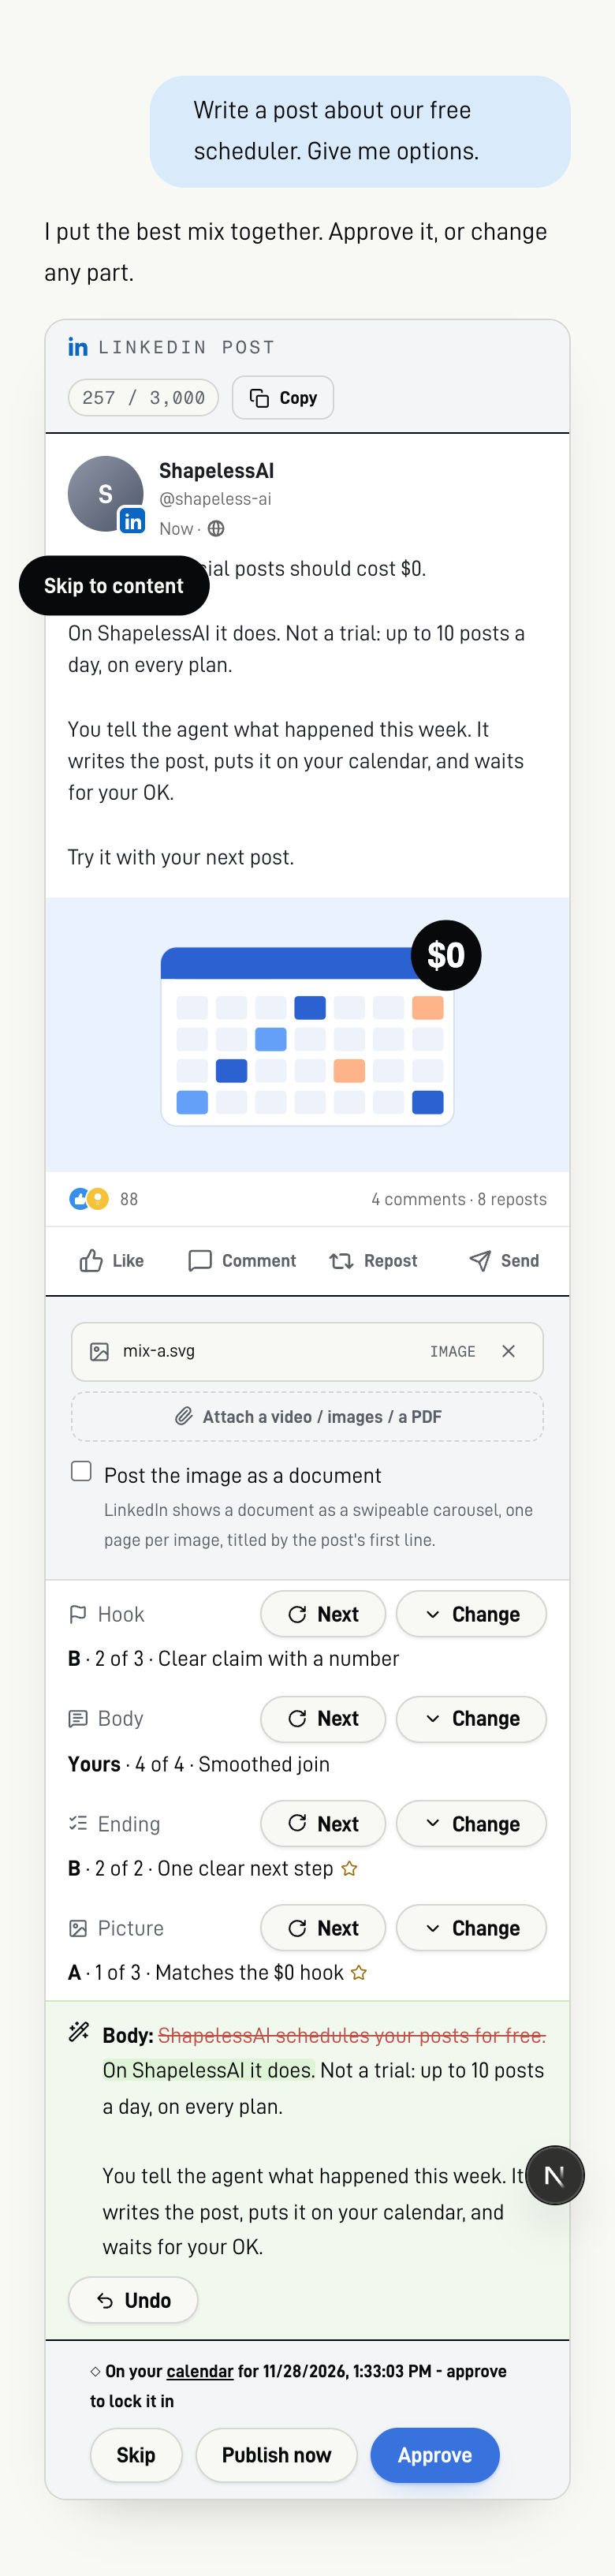 Write a post about our free
scheduler. Give me options.
I put the best mix together. Approve it, or change
any part.
in LINKEDIN POST
257 / 3,000
Copy
S
in
ShapelessAI
@shapeless-ai
Now ·
posts should cost $0.
Skip to content
On ShapelessAI it does. Not a trial: up to 10 posts a
day, on every plan.
You tell the agent what happened this week. It
writes the post, puts it on your calendar, and waits
for your OK.
Try it with your next post.
$0
88
4 comments · 8 reposts
Like
Comment
Repost
Send
mix-a.svg
IMAGE
Attach a video / images / a PDF
Post the image as a document
LinkedIn shows a document as a swipeable carousel, one
page per image, titled by the post's first line.
Hook
Next
Change
B · 2 of 3 · Clear claim with a number
Body
Next
Change
Yours · 4 of 4 · Smoothed join
Ending
Next
Change
B · 2 of 2 · One clear next step
Picture
Next
Change
A · 1 of 3 · Matches the $0 hook
Body: ShapelessAI schedules your posts for free.
On ShapelessAI it does. Not a trial: up to 10 posts
a day, on every plan.
You tell the agent what happened this week. It
N
writes the post, puts it on your calendar, and
waits for your OK.
Undo
On your calendar for 11/28/2026, 1:33:03 PM - approve
to lock it in
Skip
Publish now
Approve